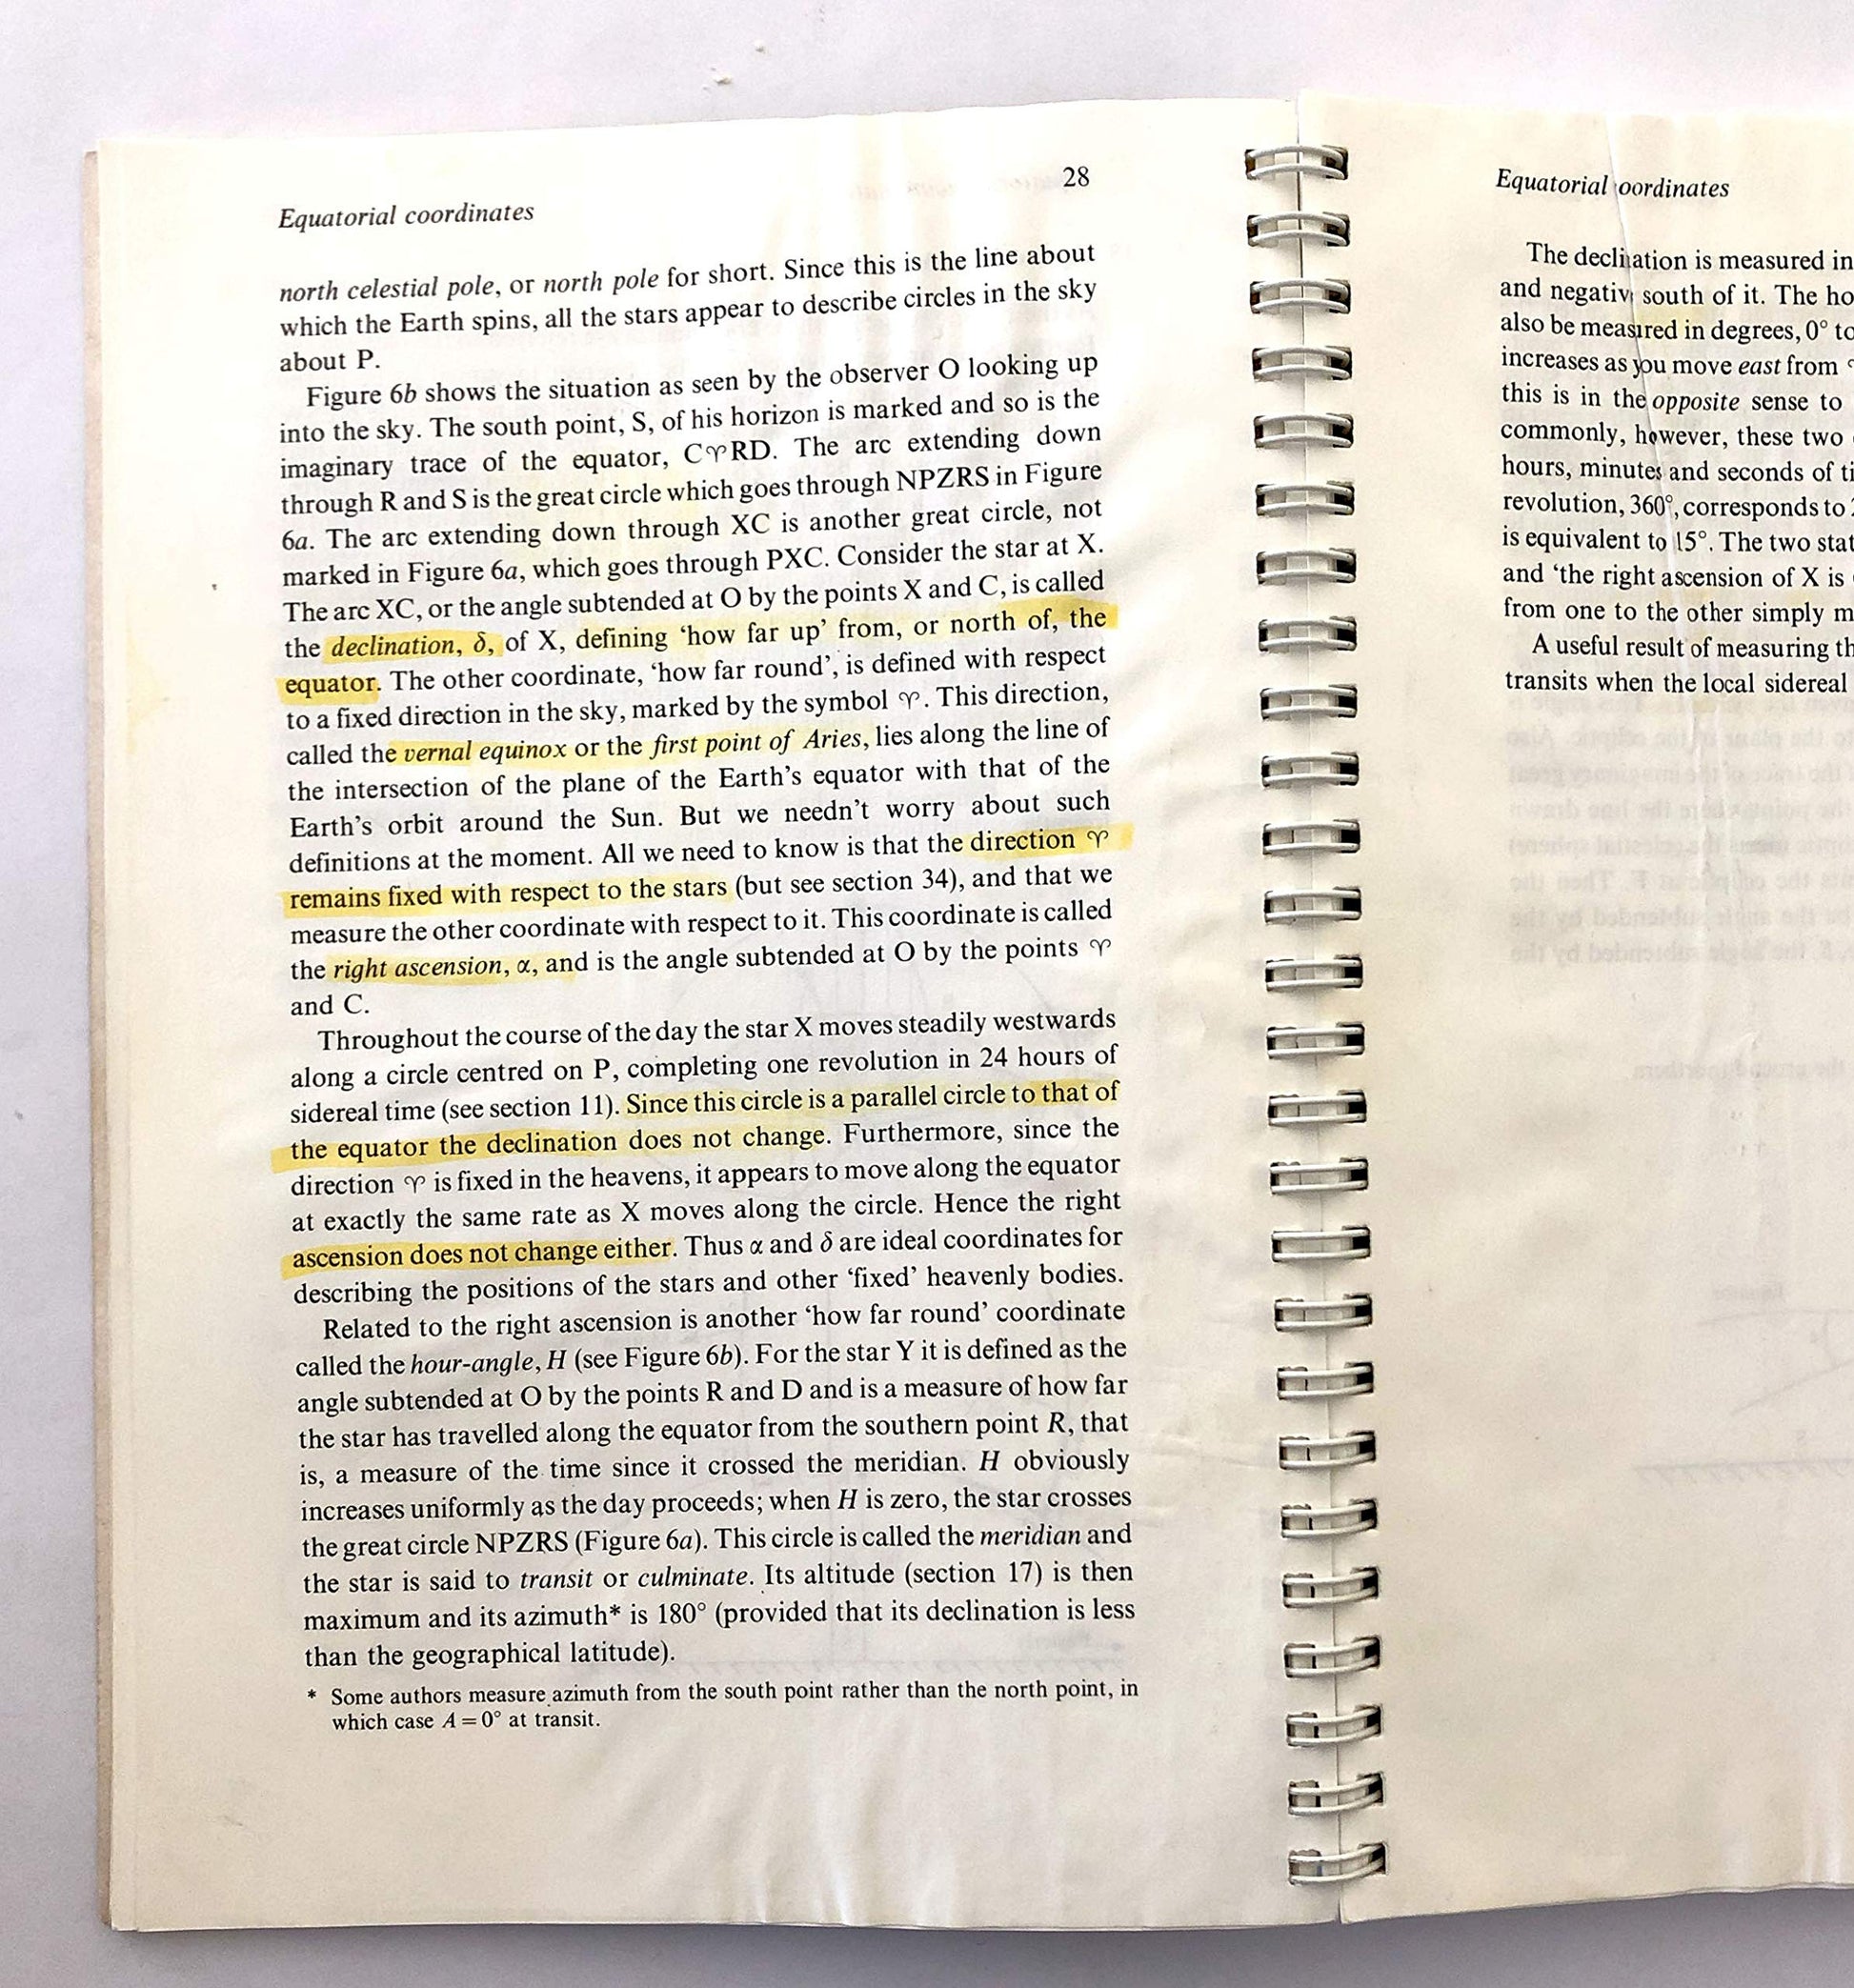 28
Equatorial coordinates
north celestial pole, or north pole for short. Since this is the line about
which the Earth spins, all the stars appear to describe circles in the sky
about P.
Figure 6b shows the situation as seen by the observer O looking up
into the sky. The south point, S, of his horizon is marked and so is the
imaginary trace of the equator, C♈RD. The arc extending down
through R and S is the great circle which goes through NPZRS in Figure
6a. The arc extending down through XC is another great circle, not
marked in Figure 6a, which goes through PXC. Consider the star at X.
The arc XC, or the angle subtended at O by the points X and C, is called
the declination, δ, of X, defining ‘how far up’ from, or north of, the
equator. The other coordinate, ‘how far round’, is defined with respect
to a fixed direction in the sky, marked by the symbol ♈. This direction,
called the vernal equinox or the first point of Aries, lies along the line of
the intersection of the plane of the Earth’s equator with that of the
Earth’s orbit around the Sun. But we needn’t worry about such
definitions at the moment. All we need to know is that the direction ♈
remains fixed with respect to the stars (but see section 34), and that we
measure the other coordinate with respect to it. This coordinate is called
the right ascension, α, and is the angle subtended at O by the points ♈
and C.
Throughout the course of the day the star X moves steadily westwards
along a circle centred on P, completing one revolution in 24 hours of
sidereal time (see section 11). Since this circle is a parallel circle to that of
the equator the declination does not change. Furthermore, since the
direction ♈ is fixed in the heavens, it appears to move along the equator
at exactly the same rate as X moves along the circle. Hence the right
ascension does not change either. Thus α and δ are ideal coordinates for
describing the positions of the stars and other ‘fixed’ heavenly bodies.
Related to the right ascension is another ‘how far round’ coordinate
called the hour-angle, H (see Figure 6b). For the star Y it is defined as the
angle subtended at O by the points R and D and is a measure of how far
the star has travelled along the equator from the southern point R, that
is, a measure of the time since it crossed the meridian. H obviously
increases uniformly as the day proceeds; when H is zero, the star crosses
the great circle NPZRS (Figure 6a). This circle is called the meridian and
the star is said to transit or culminate. Its altitude (section 17) is then
maximum and its azimuth* is 180° (provided that its declination is less
than the geographical latitude).
* Some authors measure azimuth from the south point rather than the north point, in
which case A = 0° at transit.
Equatorial oordinates
The declination is measured in
and negativ south of it. The ho
also be measured in degrees, 0° to
increases as you move east from
this is in the opposite sense to
commonly, however, these two
hours, minutes and seconds of ti
revolution, 360°, corresponds to
is equivalent to 15°. The two stat
and ‘the right ascension of X is
from one to the other simply m
A useful result of measuring th
transits when the local sidereal